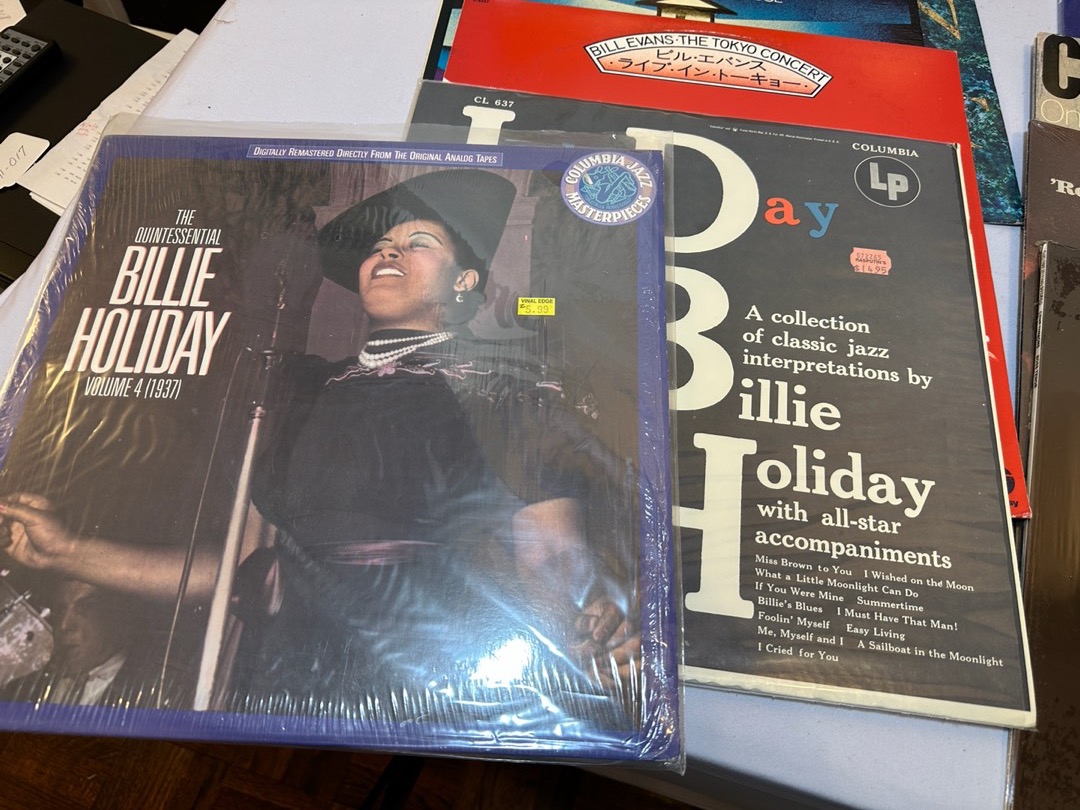 DIGITALLY REMASTERED DIRECTLY FROM THE ORIGINAL ANALOG TAPES
COLUMBIA JAZZ
MASTERPIECES
THE
QUINTESSENTIAL
BILLIE
HOLIDAY
VOLUME 4 (1937)
VINAL EDGE
5.99
BILL EVANS·THE TOKYO CONCERT
ビル・エバンス
・ライブ・イン・トーキョー・
CL 637
COLUMBIA
LP
Day
$14.95
A collection
of classic jazz
interpretations by
Billie
Holiday
with all-star
accompaniments
Miss Brown to You I Wished on the Moon
What a Little Moonlight Can Do
If You Were Mine Summertime
Billie's Blues I Must Have That Man!
Foolin' Myself Easy Living
Me, Myself and I A Sailboat in the Moonlight
I Cried for You